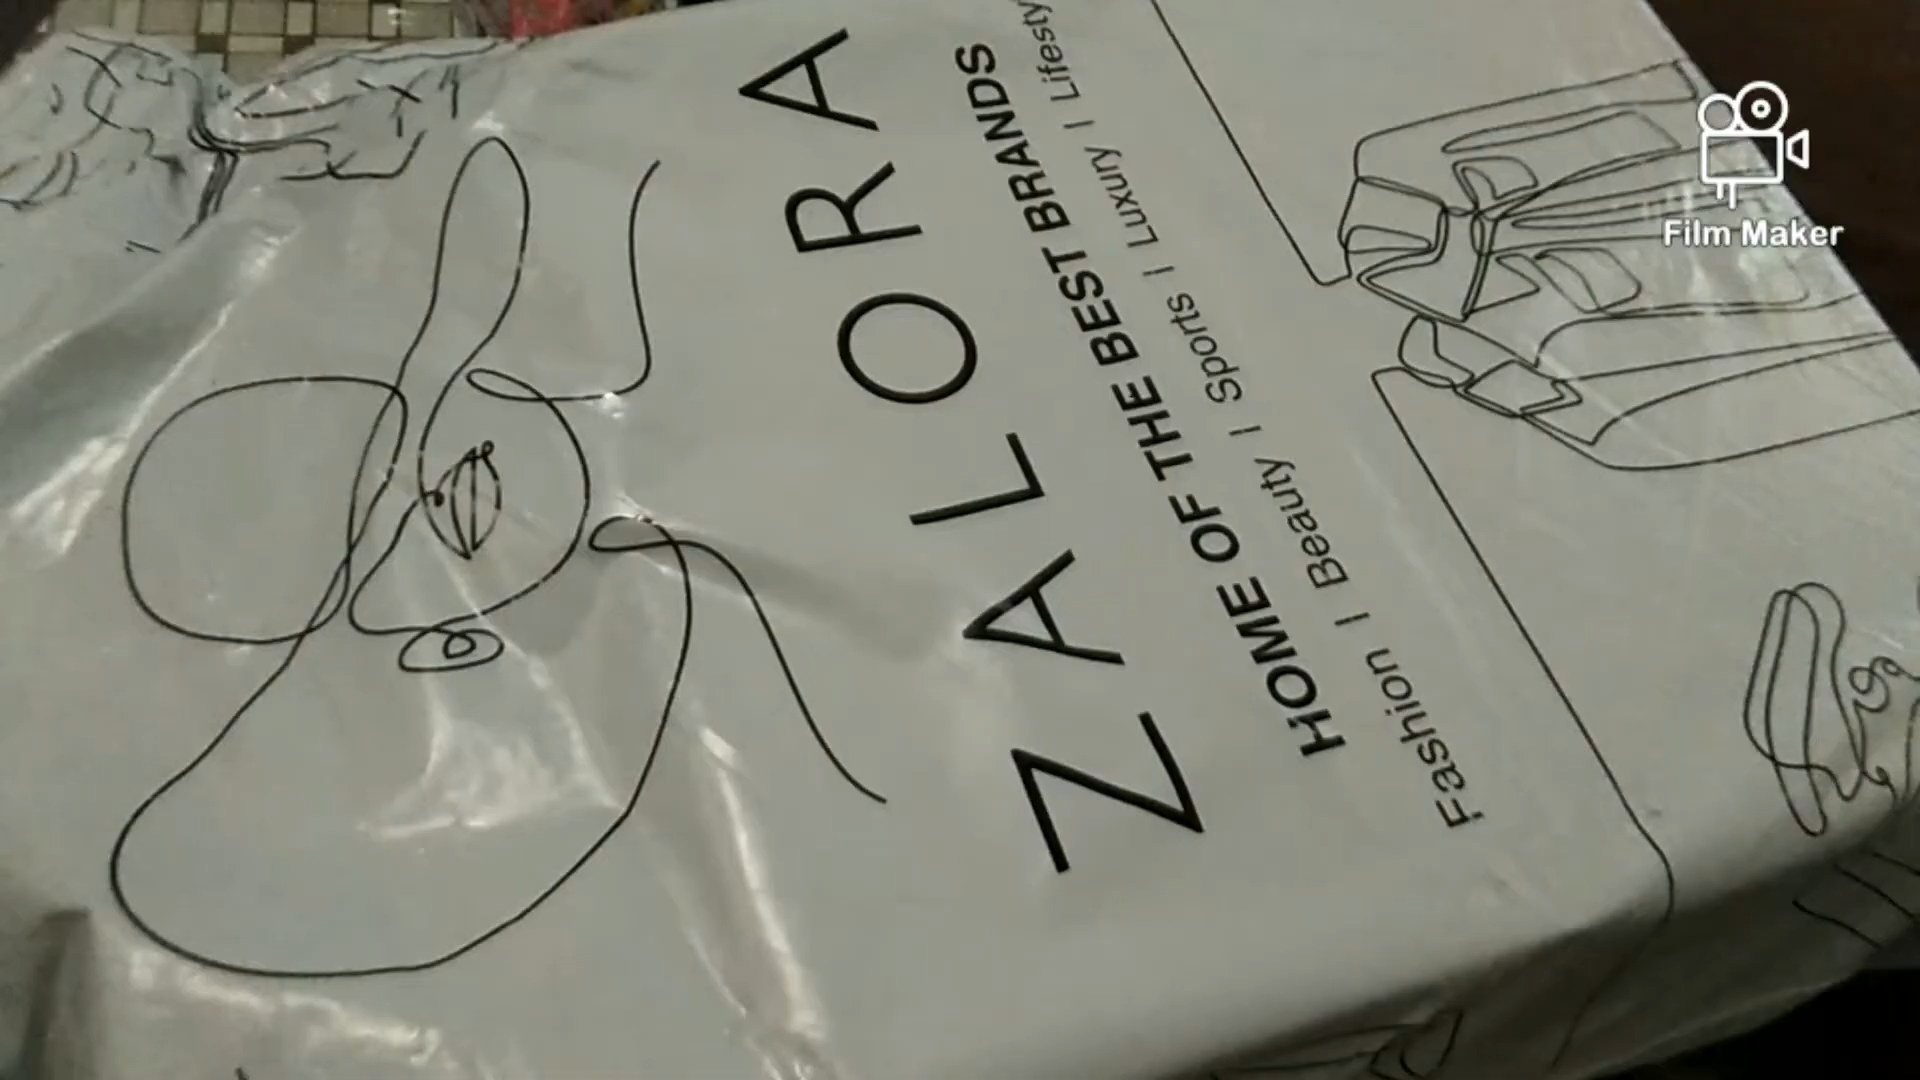 ZALORA
HOME OF THE BEST BRANDS
Fashion | Beauty | Sports | Luxury | Lifesty
Film Maker